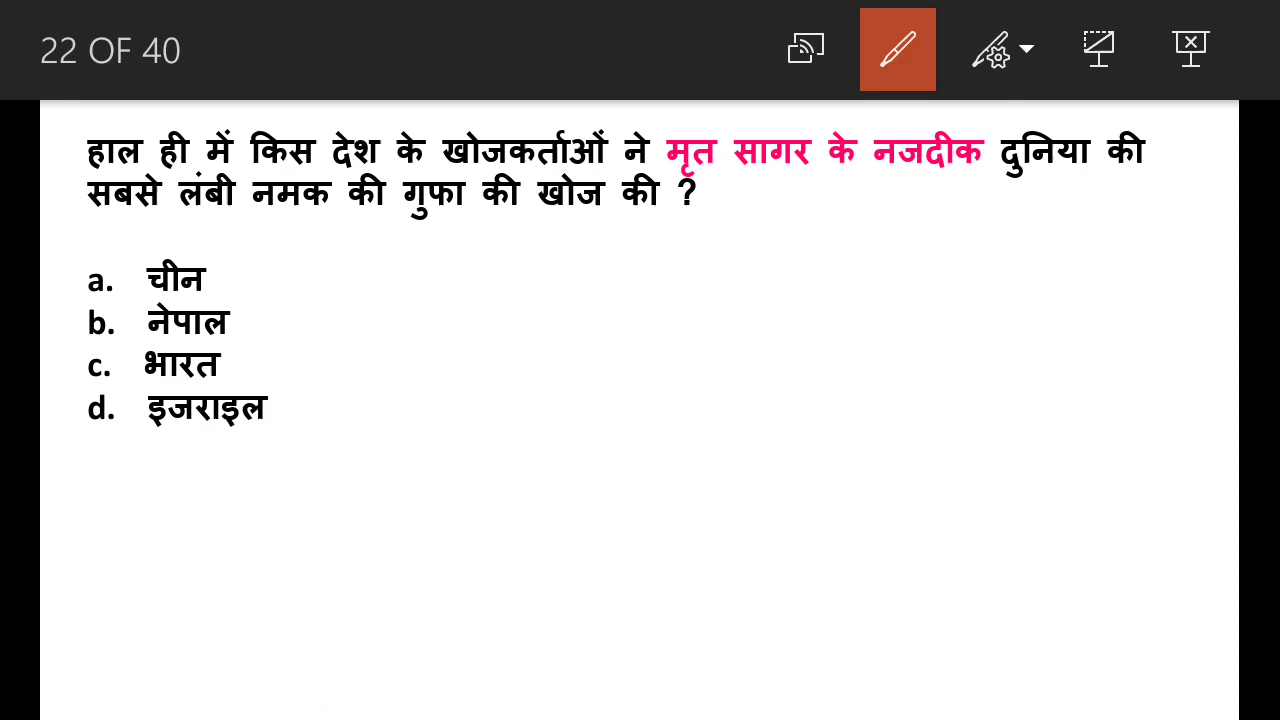 22 OF 40
हाल ही में किस देश के खोजकर्ताओं ने मृत सागर के नजदीक दुनिया की
सबसे लंबी नमक की गुफा की खोज की ?
a. चीन
b. नेपाल
c. भारत
d. इजराइल